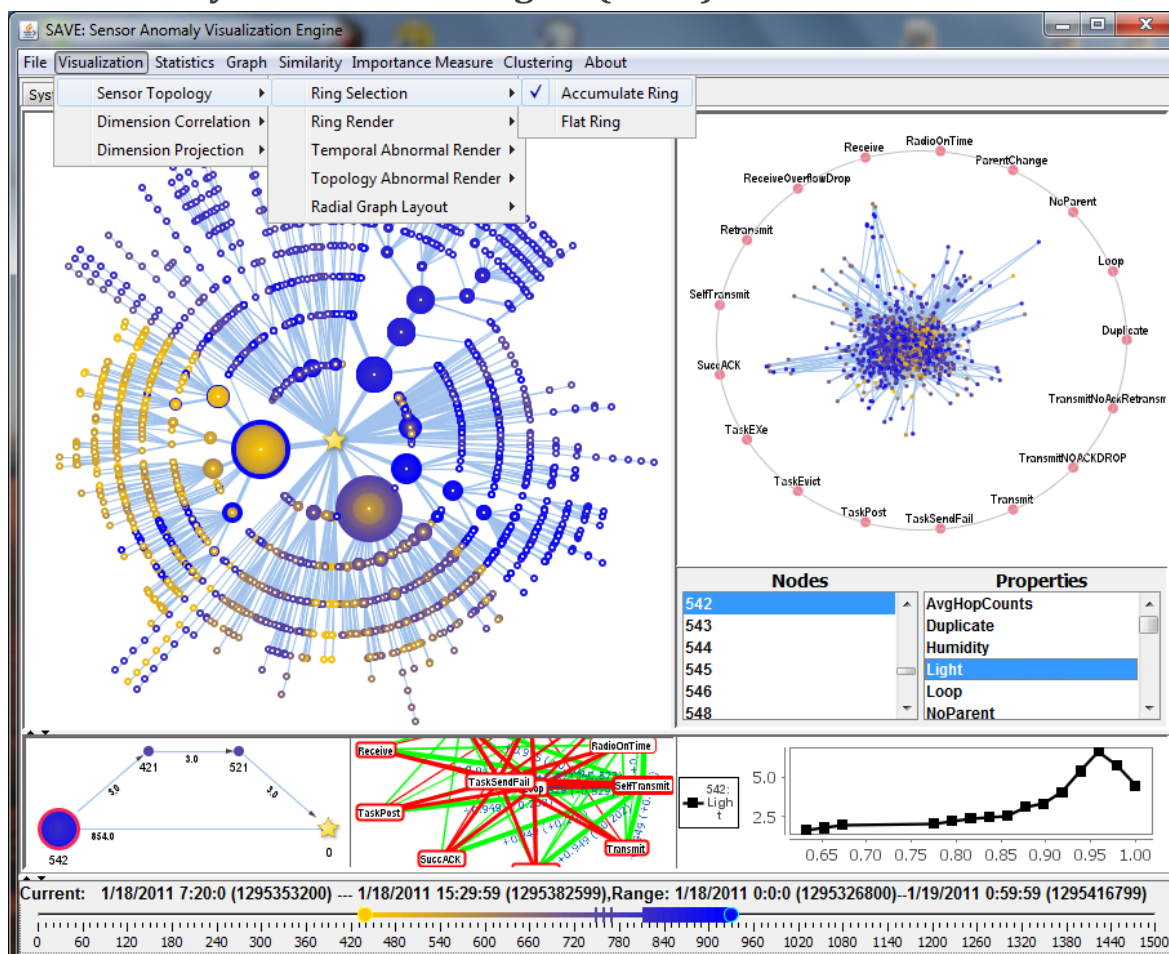 SAVE: Sensor Anomaly Visualization Engine
File Visualization Statistics Graph Similarity Importance Measure Clustering About
Sensor Topology
Dimension Correlation
Dimension Projection
Ring Selection
Ring Render
Temporal Abnormal Render
Topology Abnormal Render
Radial Graph Layout
Accumulate Ring
Flat Ring
RadioOnTime
Receive
ParentChange
ReceiveOverflowDrop
NoParent
Retransmit
Loop
SelfTransmit
Duplicate
SuccACK
TransmitNoAckRetransm
TaskEXe
TransmitNOACKDROP
TaskEvict
Transmit
TaskPost
TaskSendFail
Nodes
542
543
544
545
546
548
Properties
AvgHopCounts
Duplicate
Humidity
Light
Loop
NoParent
421
3.0
521
3.0
3.0
854.0
542
0
Receive
RadioOnTime
TaskSendFail
SelfTransmit
TaskPost
SuccACK
Transmit
542:
Ligh
t
5.0
2.5
0.65 0.70 0.75 0.80 0.85 0.90 0.95 1.00
Current: 1/18/2011 7:20:0 (1295353200) --- 1/18/2011 15:29:59 (1295382599),Range: 1/18/2011 0:0:0 (1295326800)--1/19/2011 0:59:59 (1295416799)
0 60 120 180 240 300 360 420 480 540 600 660 720 780 840 900 960 1020 1080 1140 1200 1260 1320 1380 1440 1500